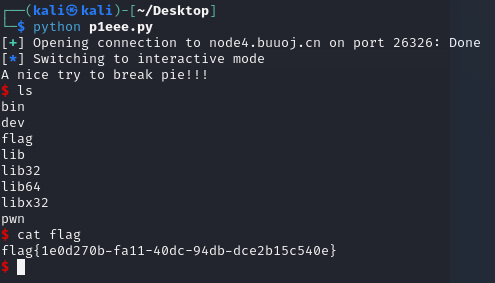 ┌──(kali㉿kali)-[~/Desktop]
└─$ python p1eee.py
[+] Opening connection to node4.buuoj.cn on port 26326: Done
[*] Switching to interactive mode
A nice try to break pie!!!
$ ls
bin
dev
flag
lib
lib32
lib64
libx32
pwn
$ cat flag
flag{1e0d270b-fa11-40dc-94db-dce2b15c540e}
$